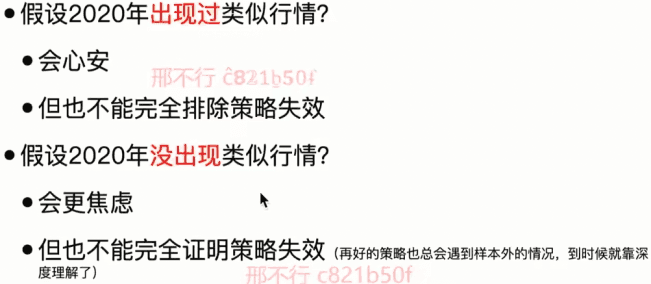 假设2020年出现过类似行情?
会心安
邢不行 c821b50f
但也不能完全排除策略失效
假设2020年没出现类似行情?
会更焦虑
但也不能完全证明策略失效（再好的策略也总会遇到样本外的情况，到时候就靠深
度理解了）
邢不行 c821b50f